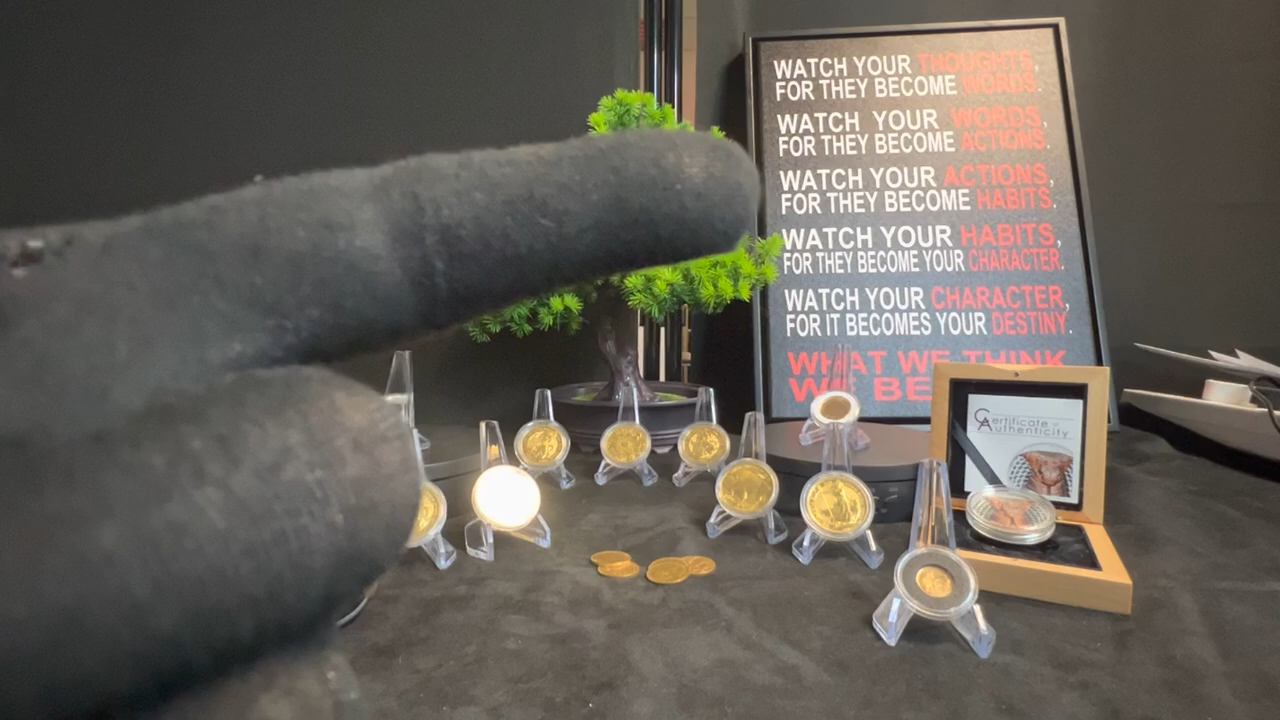 WATCH YOUR THOUGHTS,
FOR THEY BECOME WORDS.
WATCH YOUR WORDS,
FOR THEY BECOME ACTIONS.
WATCH YOUR ACTIONS,
FOR THEY BECOME HABITS.
WATCH YOUR HABITS,
FOR THEY BECOME YOUR CHARACTER.
WATCH YOUR CHARACTER,
FOR IT BECOMES YOUR DESTINY.
WHAT WE THINK
WE BE
Certificate of
Authenticity